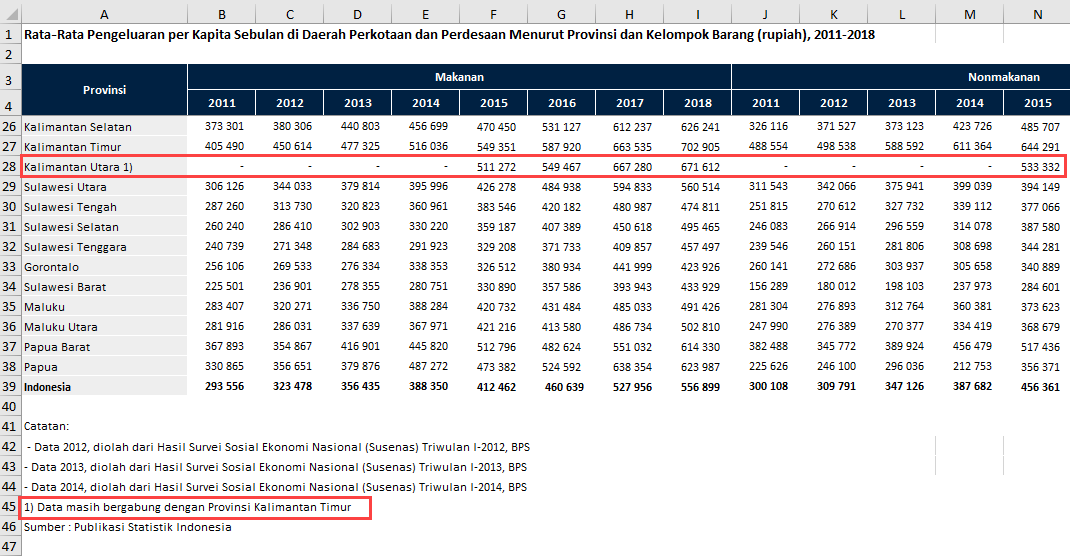 A B C D E F G H I J K L M N
1 Rata-Rata Pengeluaran per Kapita Sebulan di Daerah Perkotaan dan Perdesaan Menurut Provinsi dan Kelompok Barang (rupiah), 2011-2018
2
3 Provinsi Makanan Nonmakanan
4 2011 2012 2013 2014 2015 2016 2017 2018 2011 2012 2013 2014 2015
26 Kalimantan Selatan 373 301 380 306 440 803 456 699 470 450 531 127 612 237 626 241 326 116 371 527 373 123 423 726 485 707
27 Kalimantan Timur 405 490 450 614 477 325 516 036 549 351 587 920 663 535 702 905 488 554 498 538 588 592 611 364 644 291
28 Kalimantan Utara 1) - - - - 511 272 549 467 667 280 671 612 - - - - 533 332
29 Sulawesi Utara 306 126 344 033 379 814 395 996 426 278 484 938 594 833 560 514 311 543 342 066 375 941 399 039 394 149
30 Sulawesi Tengah 287 260 313 730 320 823 360 961 383 546 420 182 480 987 474 811 251 815 270 612 327 732 339 112 377 066
31 Sulawesi Selatan 260 240 286 410 302 903 330 220 359 187 407 389 450 618 495 465 246 083 266 914 296 559 314 078 387 580
32 Sulawesi Tenggara 240 739 271 348 284 683 291 923 329 208 371 733 409 857 457 497 239 546 260 151 281 806 308 698 344 281
33 Gorontalo 256 106 269 533 276 334 338 353 326 512 380 934 441 999 423 926 260 141 272 686 303 937 305 658 340 889
34 Sulawesi Barat 225 501 236 901 278 355 280 751 330 890 357 586 393 943 433 929 156 289 180 012 198 103 237 973 284 601
35 Maluku 283 407 320 271 336 750 388 284 420 732 431 484 485 033 491 426 281 304 276 893 312 764 360 381 373 623
36 Maluku Utara 281 916 286 031 337 639 367 971 421 216 413 580 486 734 502 810 247 990 276 389 270 377 334 419 368 679
37 Papua Barat 367 893 354 867 416 901 445 820 512 796 482 624 551 032 614 330 382 488 345 772 389 924 456 479 517 436
38 Papua 330 865 356 651 379 876 487 272 473 382 524 592 638 354 623 987 225 626 246 100 296 036 212 753 356 371
39 Indonesia 293 556 323 478 356 435 388 350 412 462 460 639 527 956 556 899 300 108 309 791 347 126 387 682 456 361
40
41 Catatan:
42 - Data 2012, diolah dari Hasil Survei Sosial Ekonomi Nasional (Susenas) Triwulan I-2012, BPS
43 - Data 2013, diolah dari Hasil Survei Sosial Ekonomi Nasional (Susenas) Triwulan I-2013, BPS
44 - Data 2014, diolah dari Hasil Survei Sosial Ekonomi Nasional (Susenas) Triwulan I-2014, BPS
45 1) Data masih bergabung dengan Provinsi Kalimantan Timur
46 Sumber : Publikasi Statistik Indonesia
47